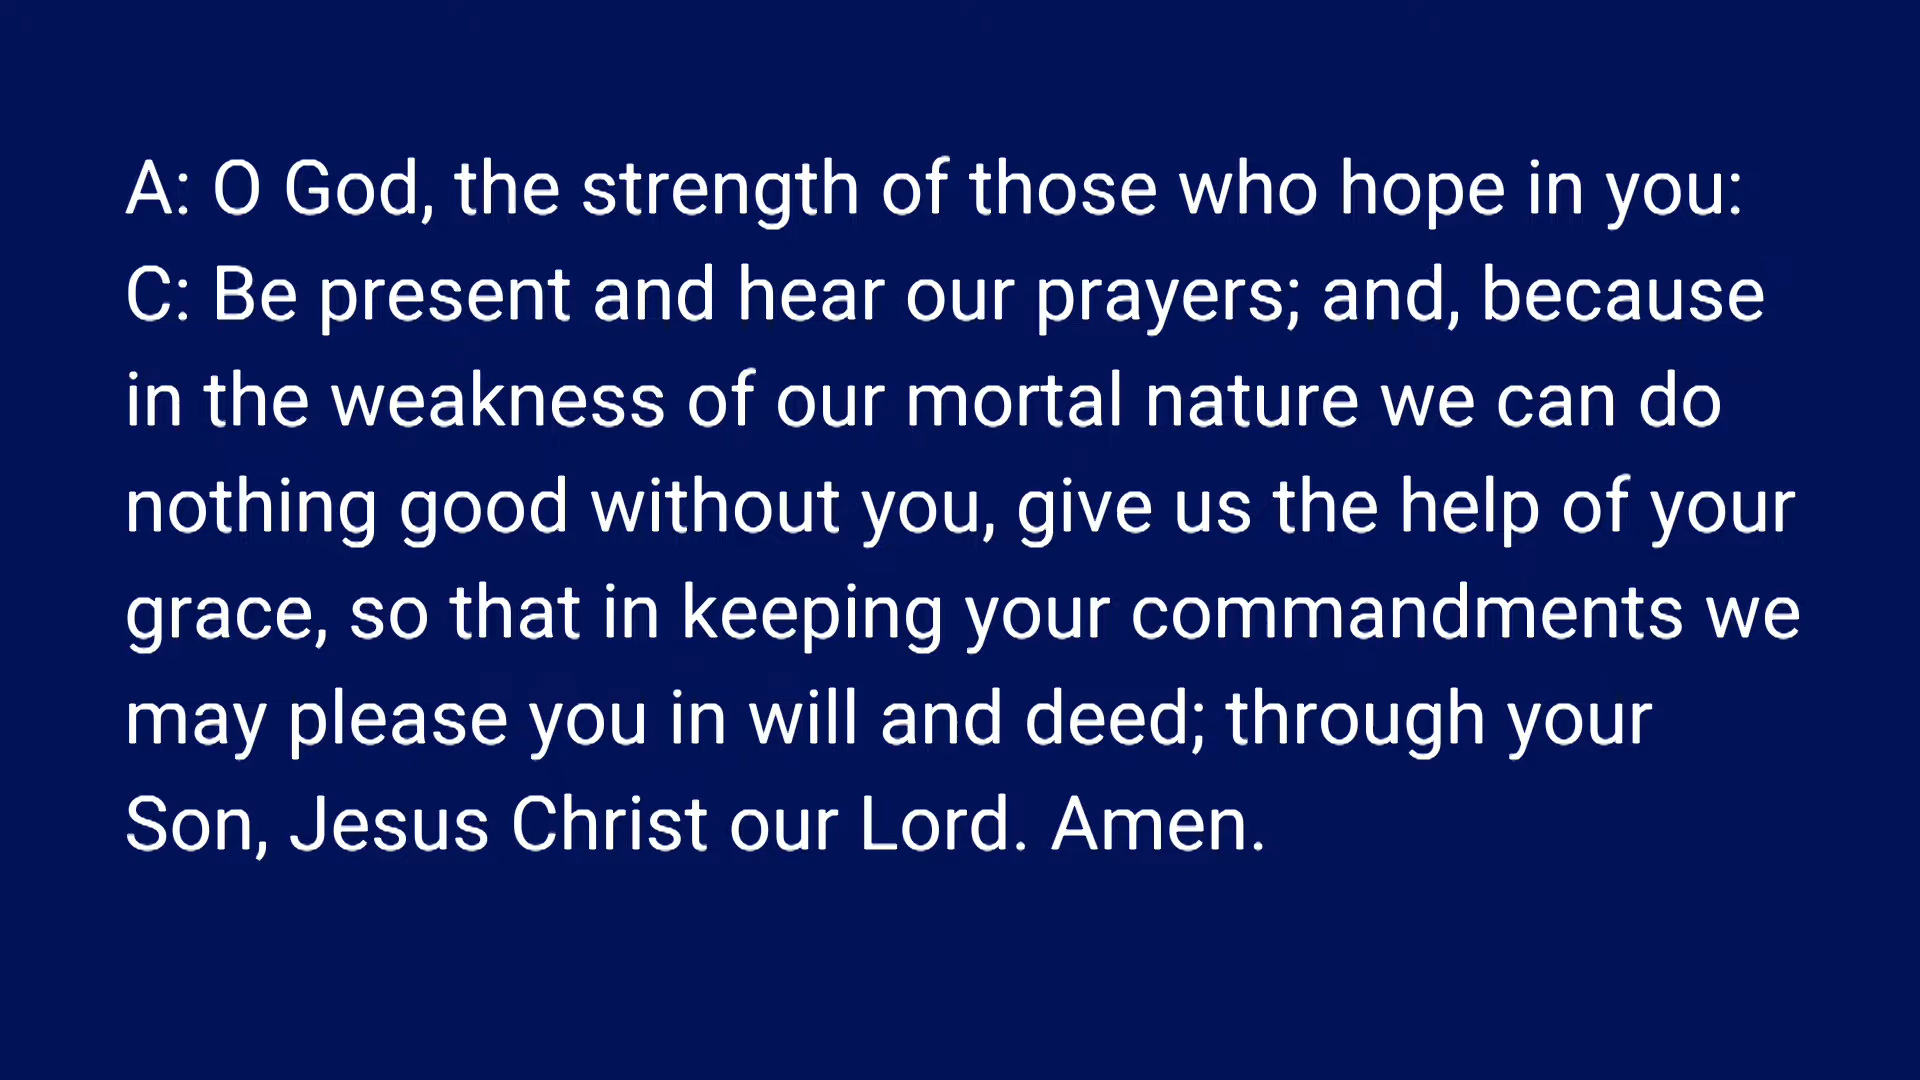 A: O God, the strength of those who hope in you:
C: Be present and hear our prayers; and, because
in the weakness of our mortal nature we can do
nothing good without you, give us the help of your
grace, so that in keeping your commandments we
may please you in will and deed; through your
Son, Jesus Christ our Lord. Amen.